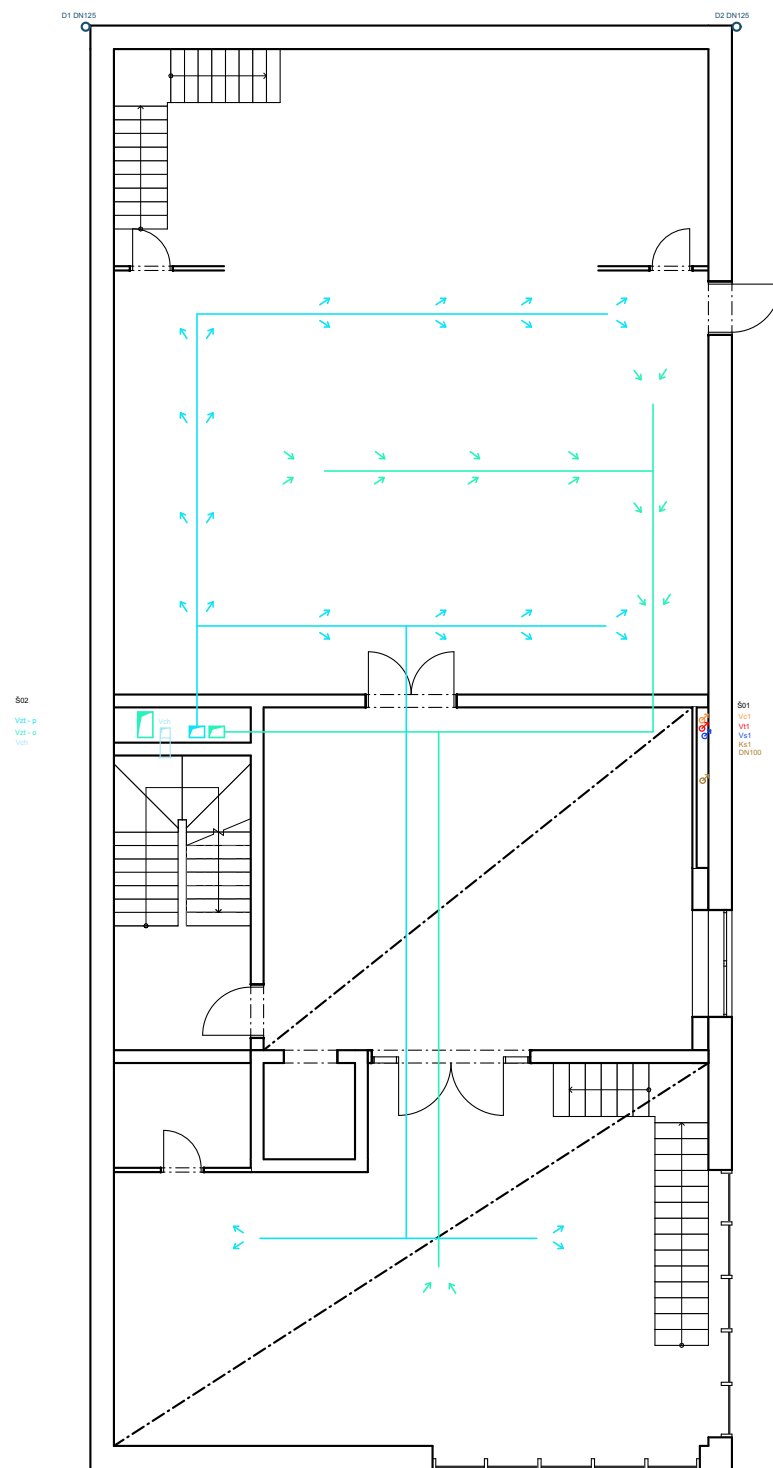 D1 DN125
D2 DN125
Š02
Vzt - p
Vzt - o
Vch
Vch
Š01
Vc1
Vt1
Vs1
Ks1
DN100